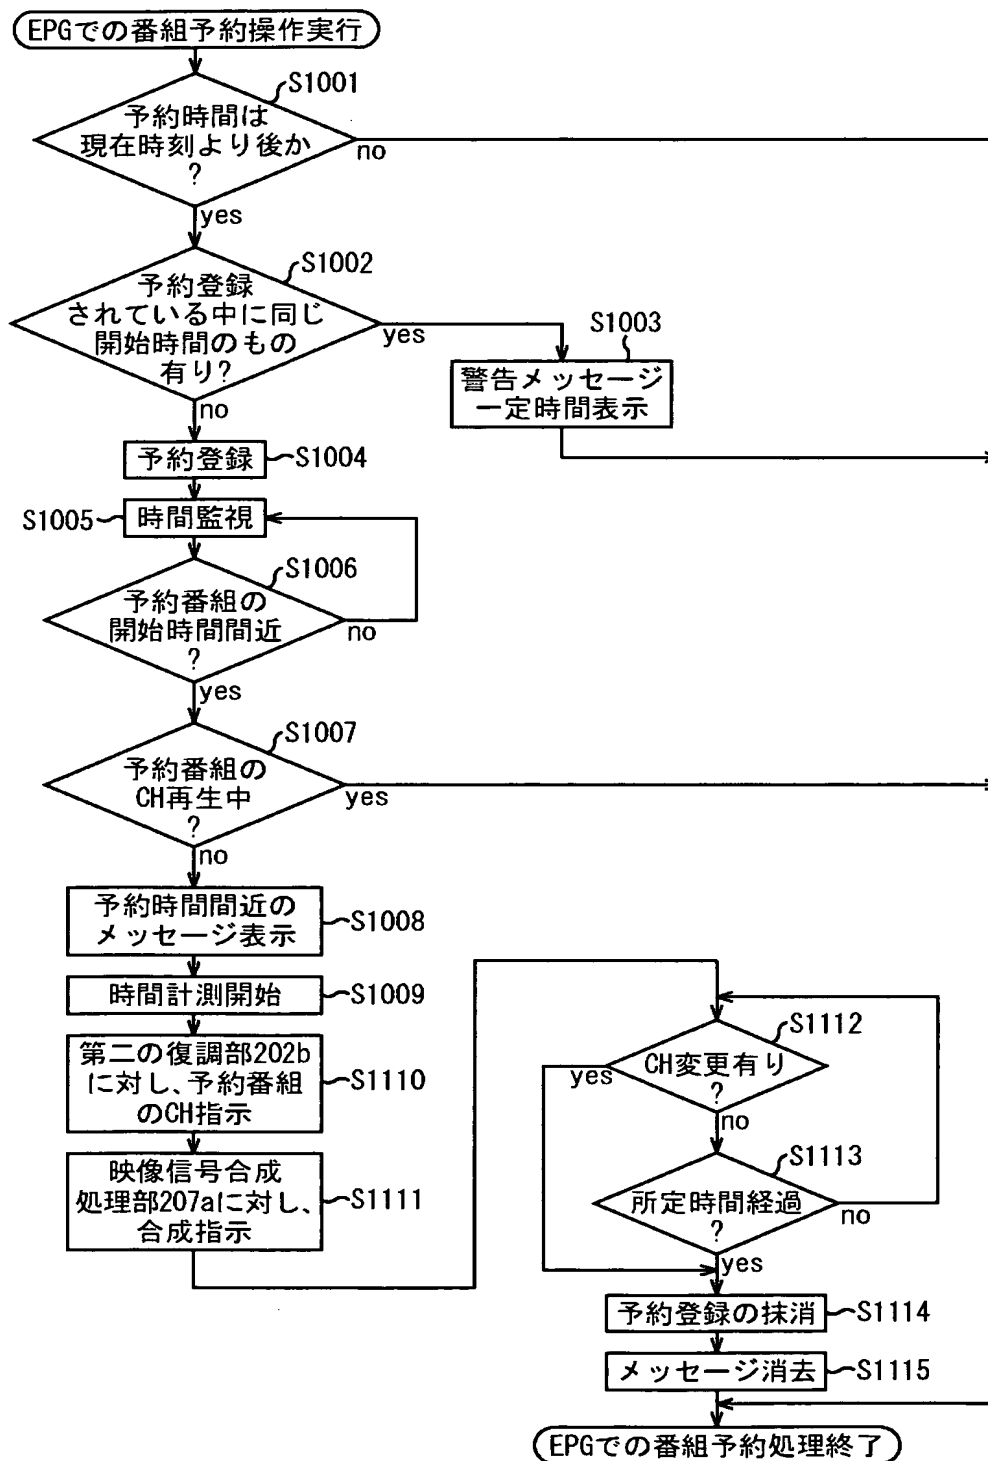 EPGでの番組予約操作実行
S1001
予約時間は
現在時刻より後か
?
no
yes
S1002
予約登録
されている中に同じ
開始時間のもの
有り?
yes
no
S1003
警告メッセージ
一定時間表示
予約登録
S1004
S1005
時間監視
S1006
予約番組の
開始時間間近
?
no
yes
S1007
予約番組の
CH再生中
?
yes
no
予約時間間近の
メッセージ表示
S1008
時間計測開始
S1009
第二の復調部202b
に対し、予約番組
のCH指示
S1110
映像信号合成
処理部207aに対し、
合成指示
S1111
S1112
CH変更有り
?
yes
no
S1113
所定時間経過
?
no
yes
予約登録の抹消
S1114
メッセージ消去
S1115
EPGでの番組予約処理終了